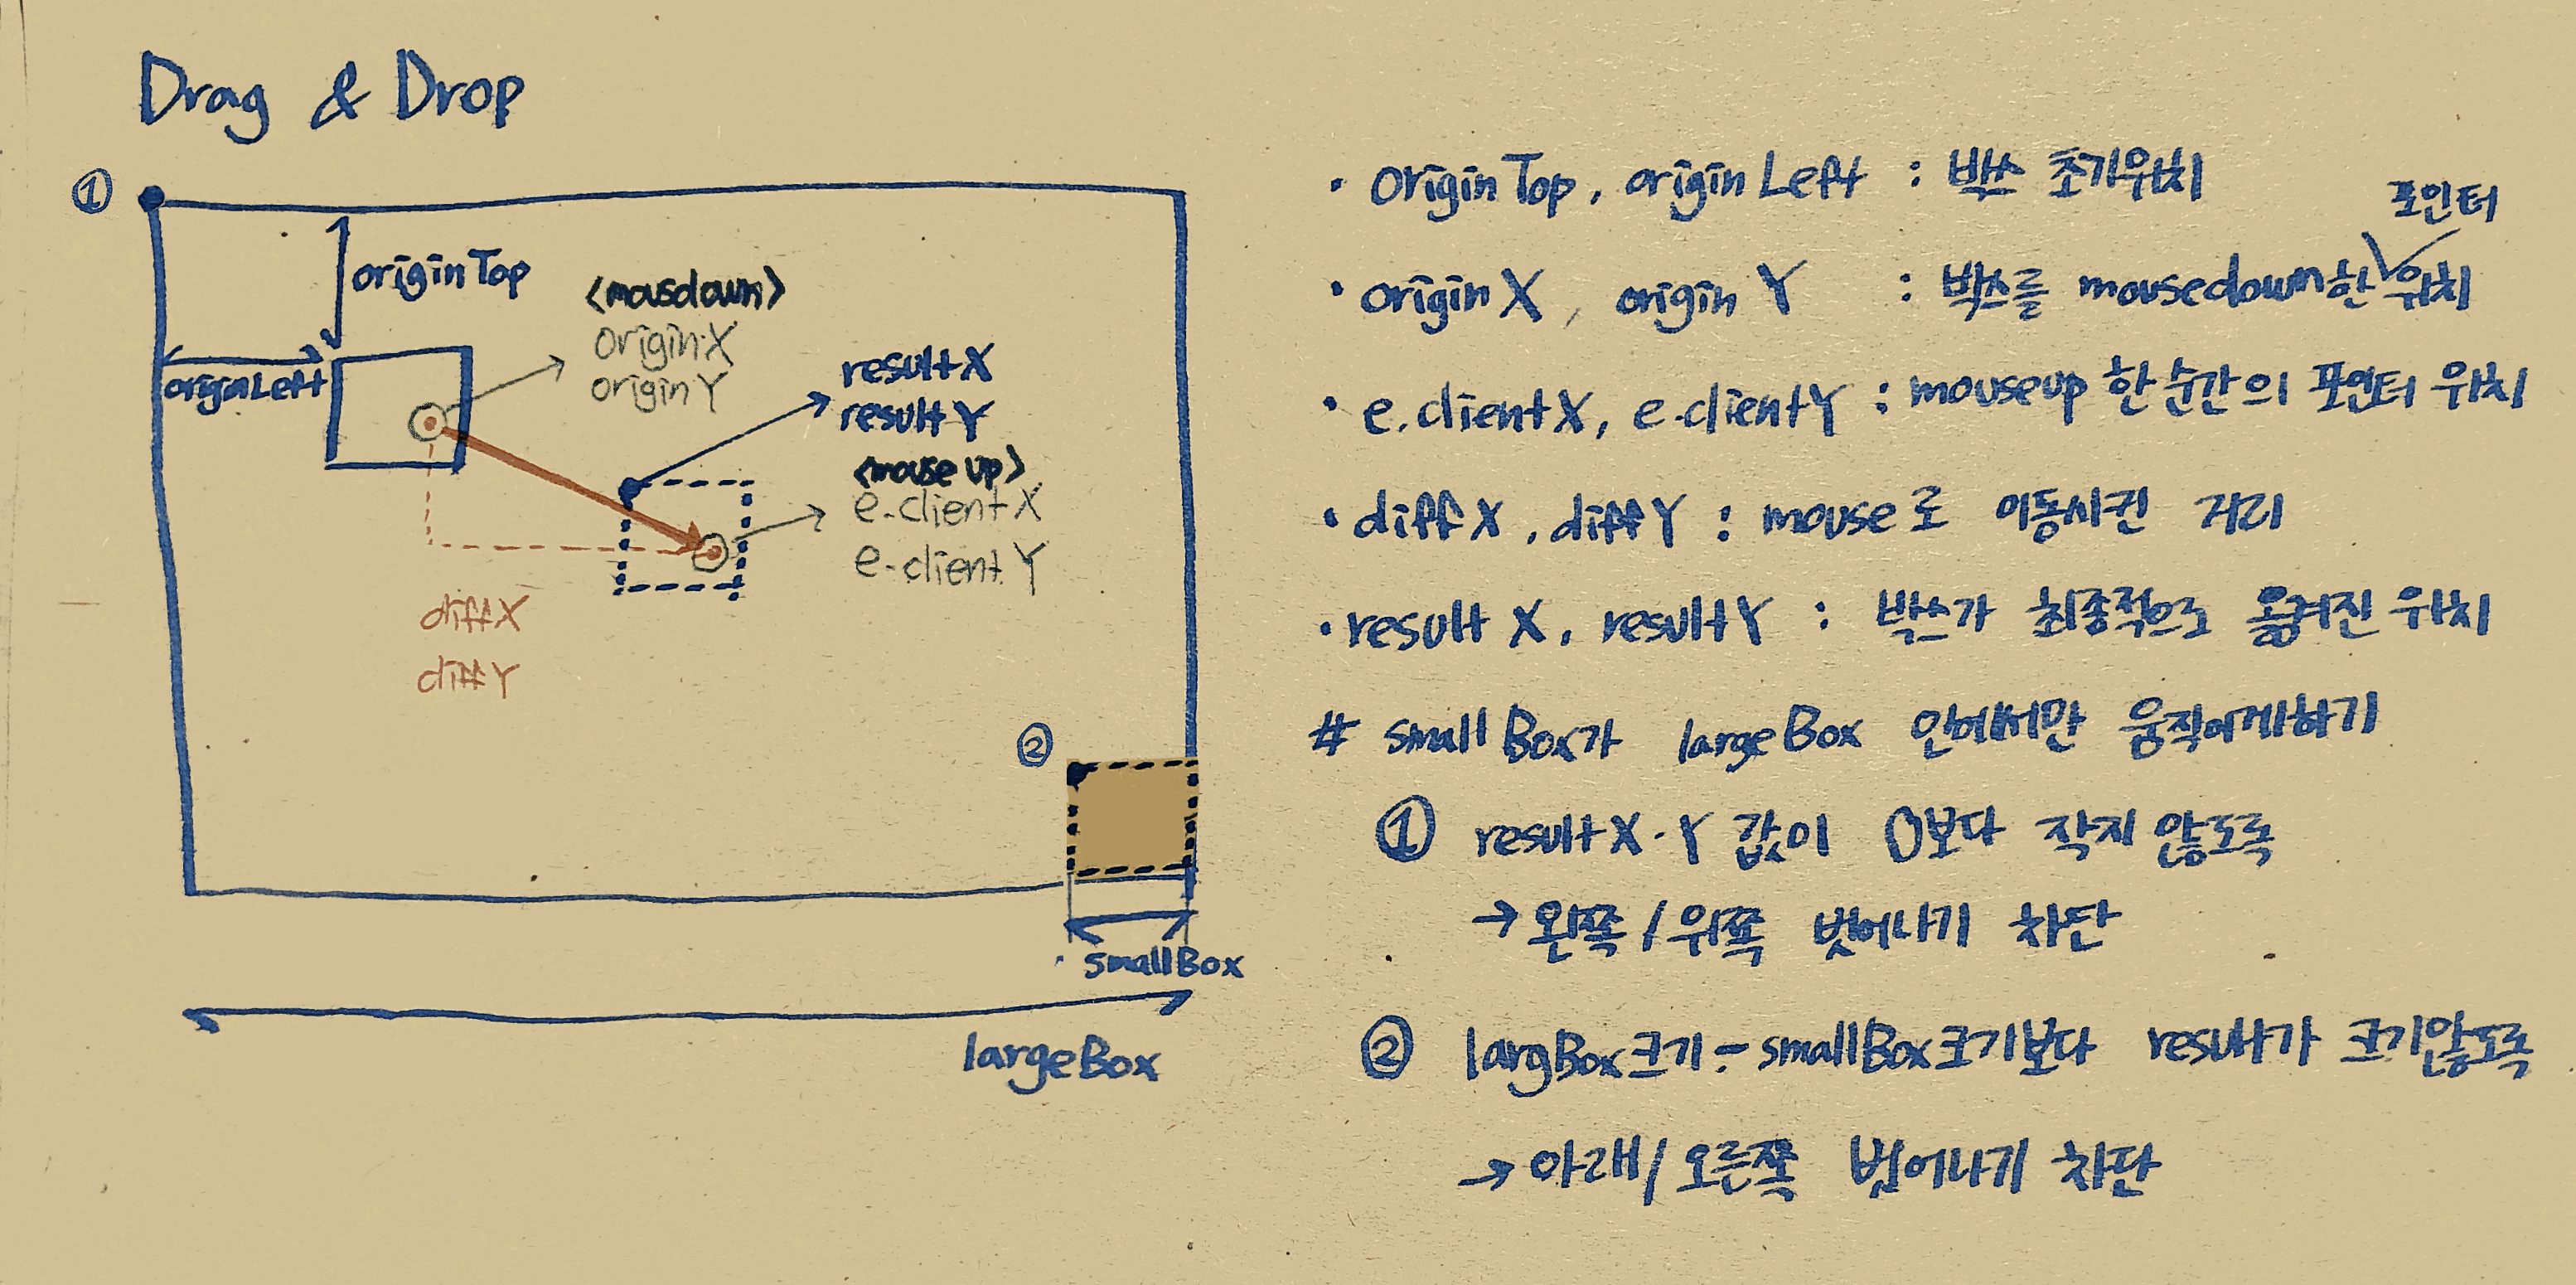 Drag & Drop
①
originTop
originLeft
<mousdown>
originX
originY
resultX
resultY
<mouse up>
e.clientX
e.clientY
diffX
diffY
②
smallBox
largeBox
· originTop, originLeft : 박스 초기위치
포인터
· originX, originY : 박스를 mousedown한 위치
· e.clientX, e.clientY : mouseup 한 순간의 포인터 위치
· diffX, diffY : mouse로 이동시킨 거리
· resultX, resultY : 박스가 최종적으로 옮겨진 위치
# smallBox가 largeBox 안에서만 움직이게하기
① resultX·Y 값이 0보다 작지 않도록
→ 왼쪽 / 위쪽 벗어나기 차단
② largBox크기 - smallBox크기보다 result가 크기않도록
→ 아래 / 오른쪽 벗어나기 차단